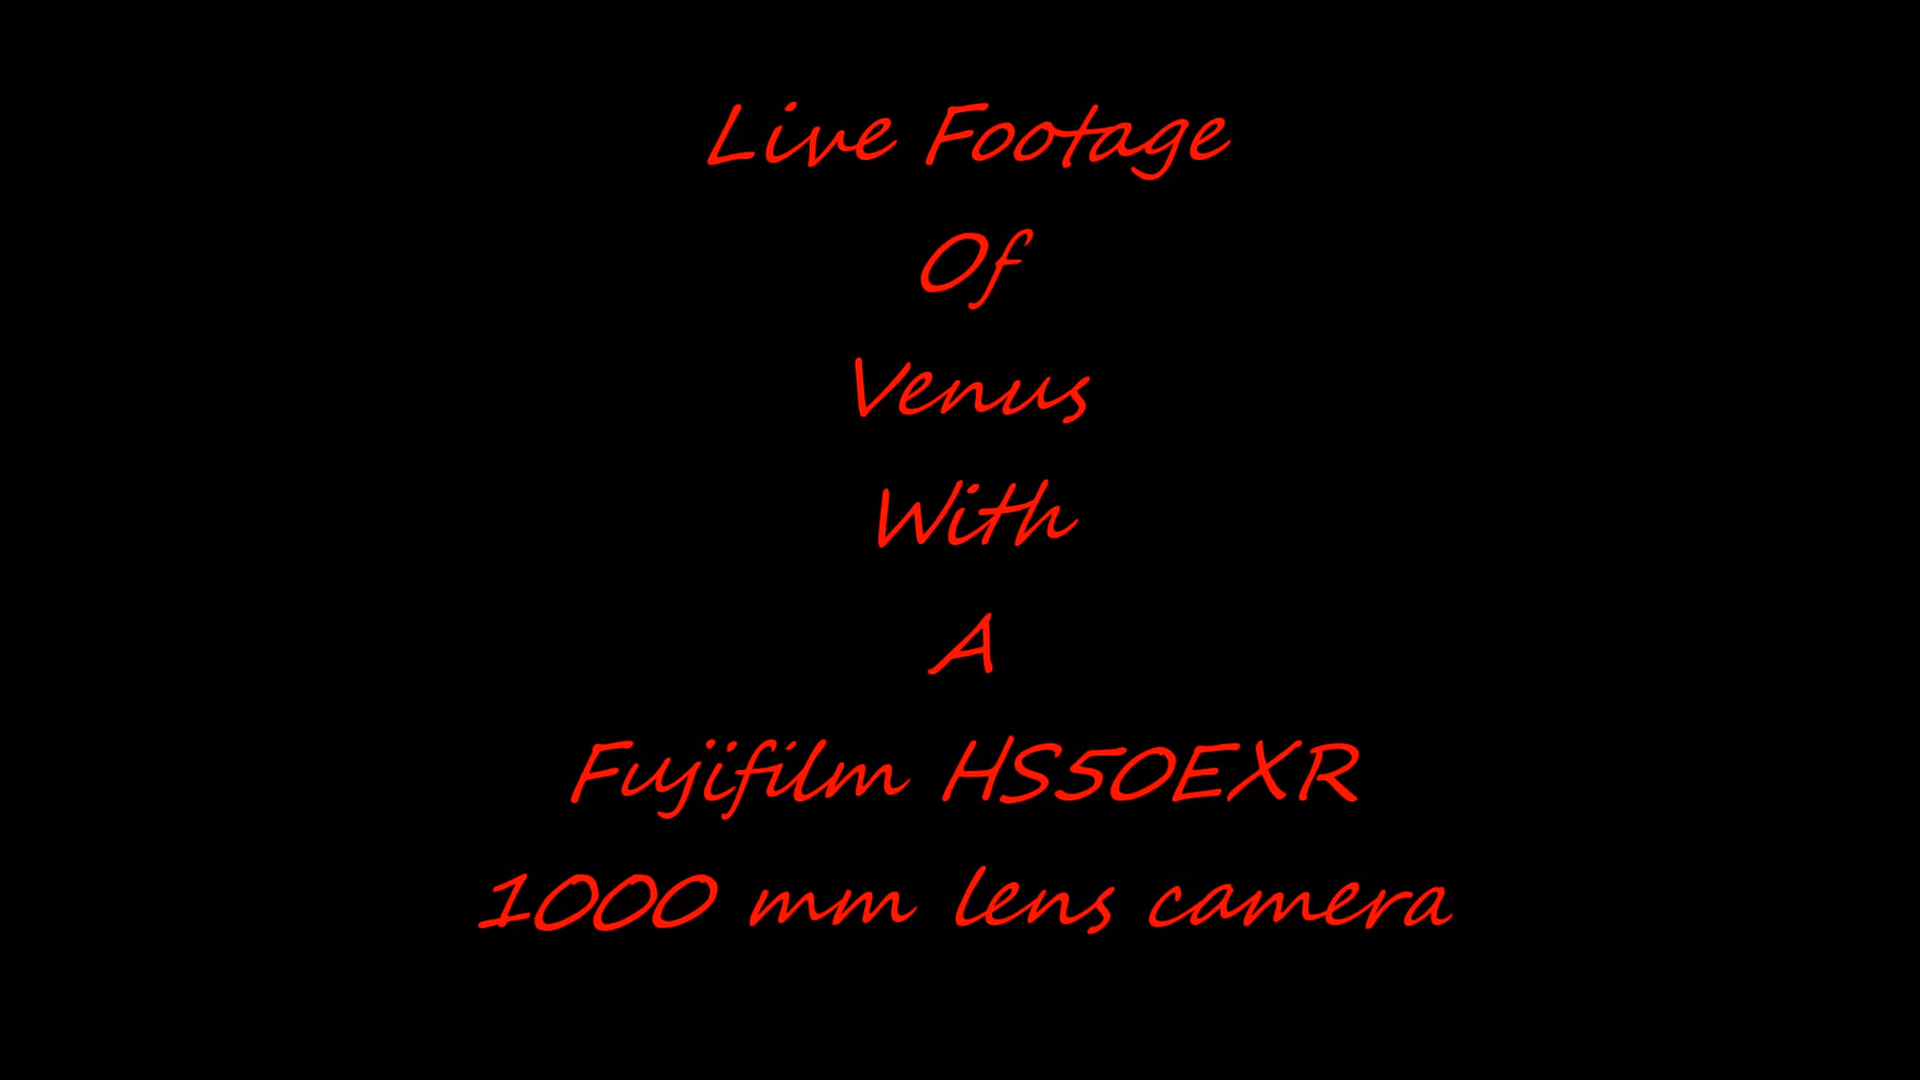 Live Footage
Of
Venus
With
A
Fujifilm HS50EXR
1000 mm lens camera